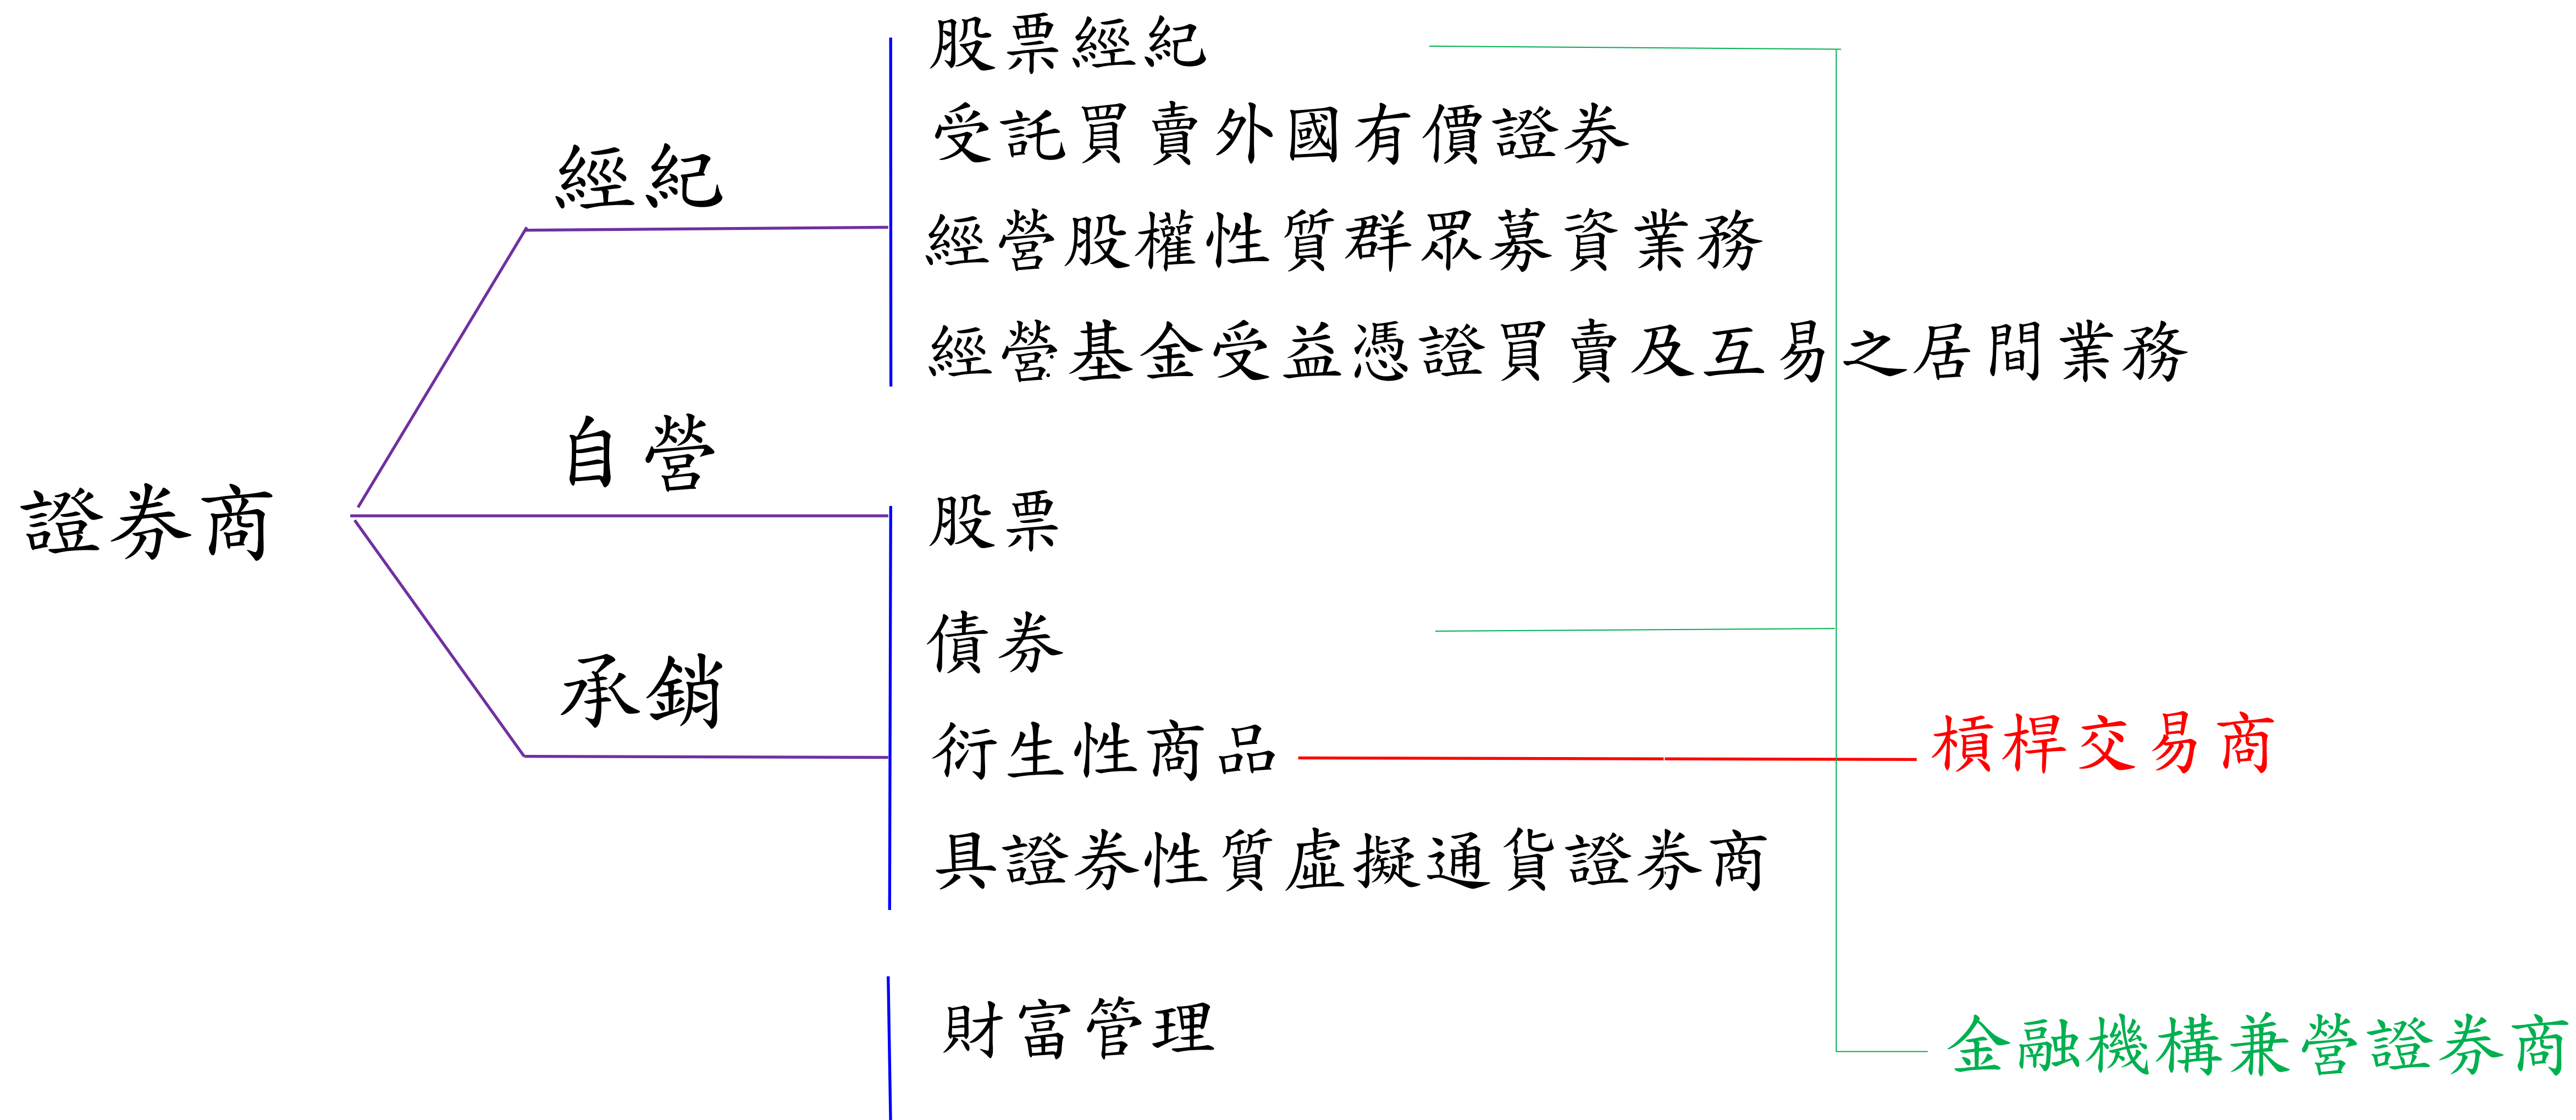 股票經紀
受託買賣外國有價證券
經紀
經營股權性質群眾募資業務
經營基金受益憑證買賣及互易之居間業務
自營
證券商
股票
債券
承銷
衍生性商品
槓桿交易商
具證券性質虛擬通貨證券商
財富管理
金融機構兼營證券商